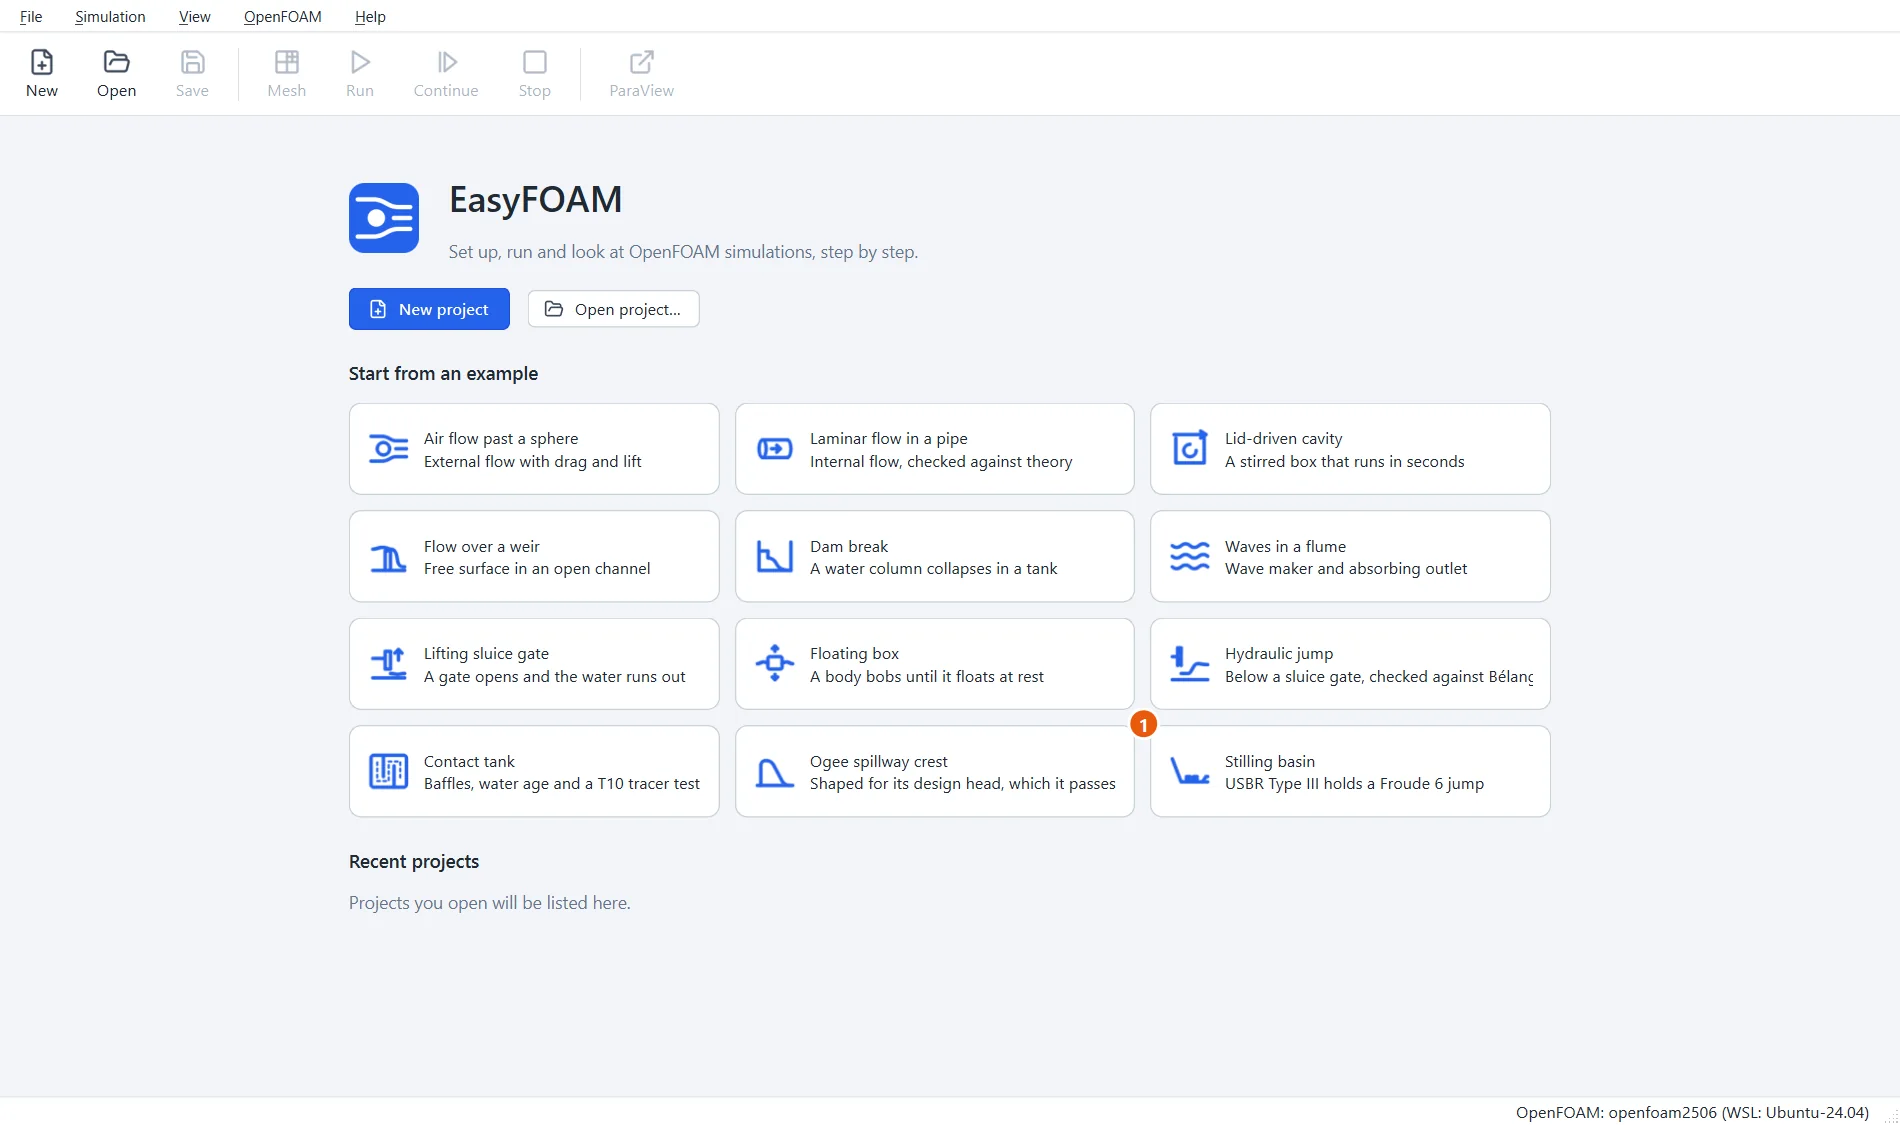 File Simulation View OpenFOAM Help
New Open Save Mesh Run Continue Stop ParaView
EasyFOAM
Set up, run and look at OpenFOAM simulations, step by step.
New project Open project...
Start from an example
Air flow past a sphere
External flow with drag and lift
Laminar flow in a pipe
Internal flow, checked against theory
Lid-driven cavity
A stirred box that runs in seconds
Flow over a weir
Free surface in an open channel
Dam break
A water column collapses in a tank
Waves in a flume
Wave maker and absorbing outlet
Lifting sluice gate
A gate opens and the water runs out
Floating box
A body bobs until it floats at rest
Hydraulic jump
Below a sluice gate, checked against
1
Contact tank
Baffles, water age and a T10 tracer test
Ogee spillway crest
Shaped for its design head, which it passes
Stilling basin
USBR Type III holds a Froude 6 jump
Recent projects
Projects you open will be listed here.
OpenFOAM: openfoam2506 (WSL: Ubuntu-24.04)